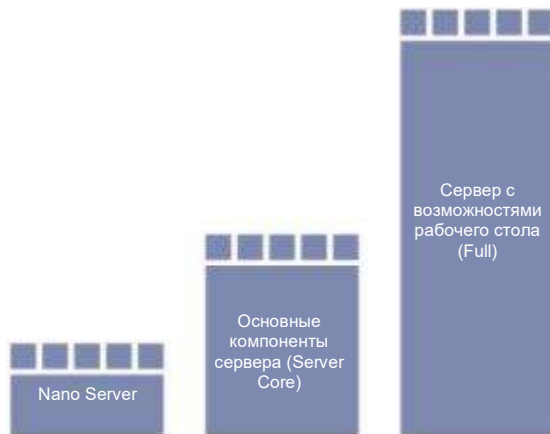 Nano Server
Основные
компоненты
сервера (Server
Core)
Сервер с
возможностями
рабочего стола
(Full)